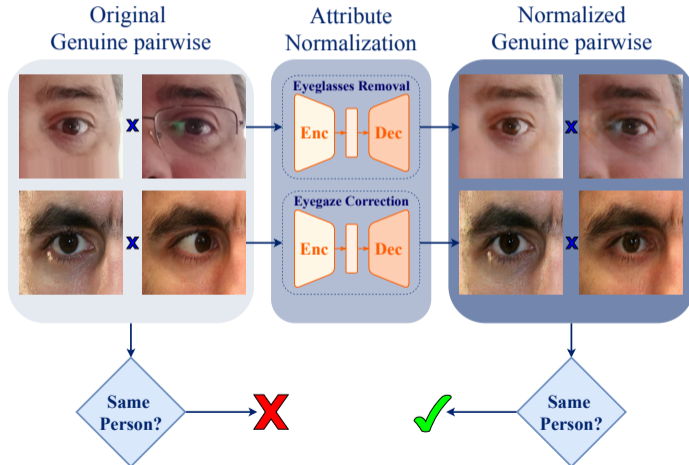 Original
Genuine pairwise
Attribute
Normalization
Normalized
Genuine pairwise
Eyeglasses Removal
x
Enc
Dec
x
Eyegaze Correction
x
Enc
Dec
x
Same
Person?
X
Same
Person?